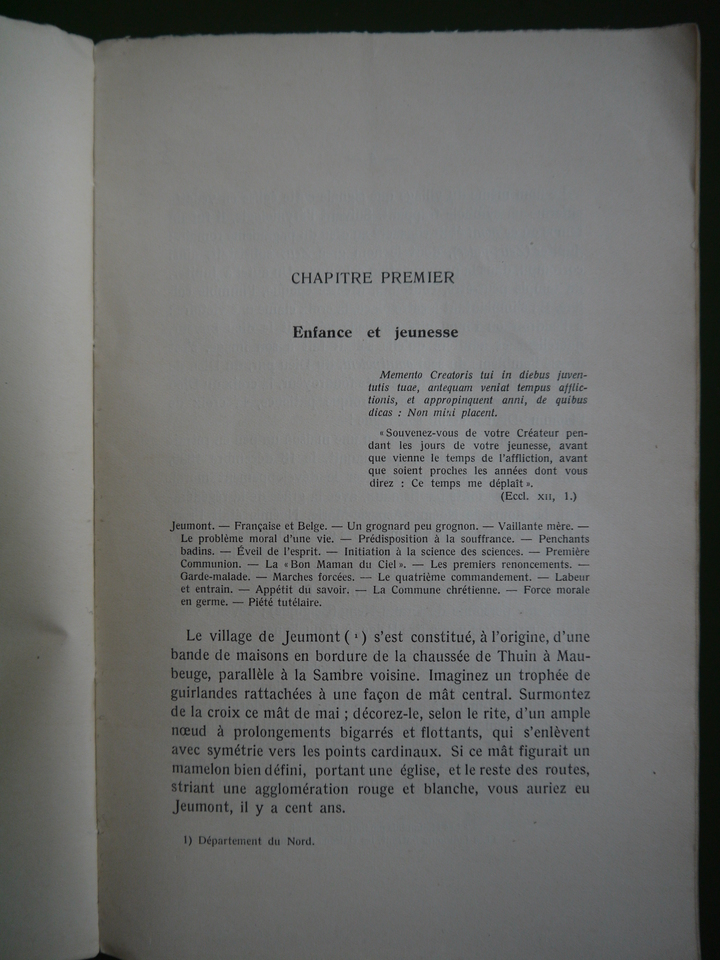 CHAPITRE PREMIER
Enfance et jeunesse
Memento Creatoris tui in diebus juven-
tutis tuae, antequam veniat tempus afflic-
tionis, et appropinquent anni, de quibus
dicas : Non mihi placent.
«Souvenez-vous de votre Créateur pen-
dant les jours de votre jeunesse, avant
que vienne le temps de l'affliction, avant
que soient proches les années dont vous
direz : Ce temps me déplaît».
(Eccl. XII, 1.)
Jeumont. — Française et Belge. — Un grognard peu grognon. — Vaillante mère. —
Le problème moral d'une vie. — Prédisposition à la souffrance. — Penchants
badins. — Éveil de l'esprit. — Initiation à la science des sciences. — Première
Communion. — La «Bon Maman du Ciel». — Les premiers renoncements. —
Garde-malade. — Marches forcées. — Le quatrième commandement. — Labeur
et entrain. — Appétit du savoir. — La Commune chrétienne. — Force morale
en germe. — Piété tutélaire.
Le village de Jeumont (¹) s'est constitué, à l'origine, d'une
bande de maisons en bordure de la chaussée de Thuin à Mau-
beuge, parallèle à la Sambre voisine. Imaginez un trophée de
guirlandes rattachées à une façon de mât central. Surmontez
de la croix ce mât de mai ; décorez-le, selon le rite, d'un ample
nœud à prolongements bigarrés et flottants, qui s'enlèvent
avec symétrie vers les points cardinaux. Si ce mât figurait un
mamelon bien défini, portant une église, et le reste des routes,
striant une agglomération rouge et blanche, vous auriez eu
Jeumont, il y a cent ans.
1) Département du Nord.